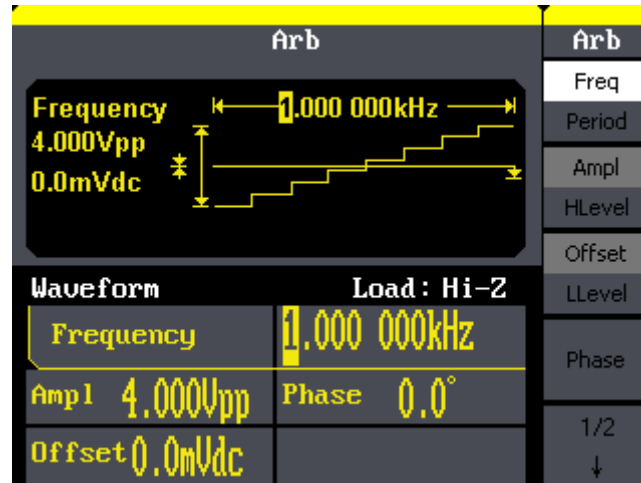 Arb
Arb
Frequency 1.000 000kHz
4.000Vpp
0.0mVdc
Waveform Load: Hi-Z
Frequency 1.000 000kHz
Ampl 4.000Vpp Phase 0.0°
Offset 0.0mVdc
Freq
Period
Ampl
HLevel
Offset
LLevel
Phase
1/2
↓